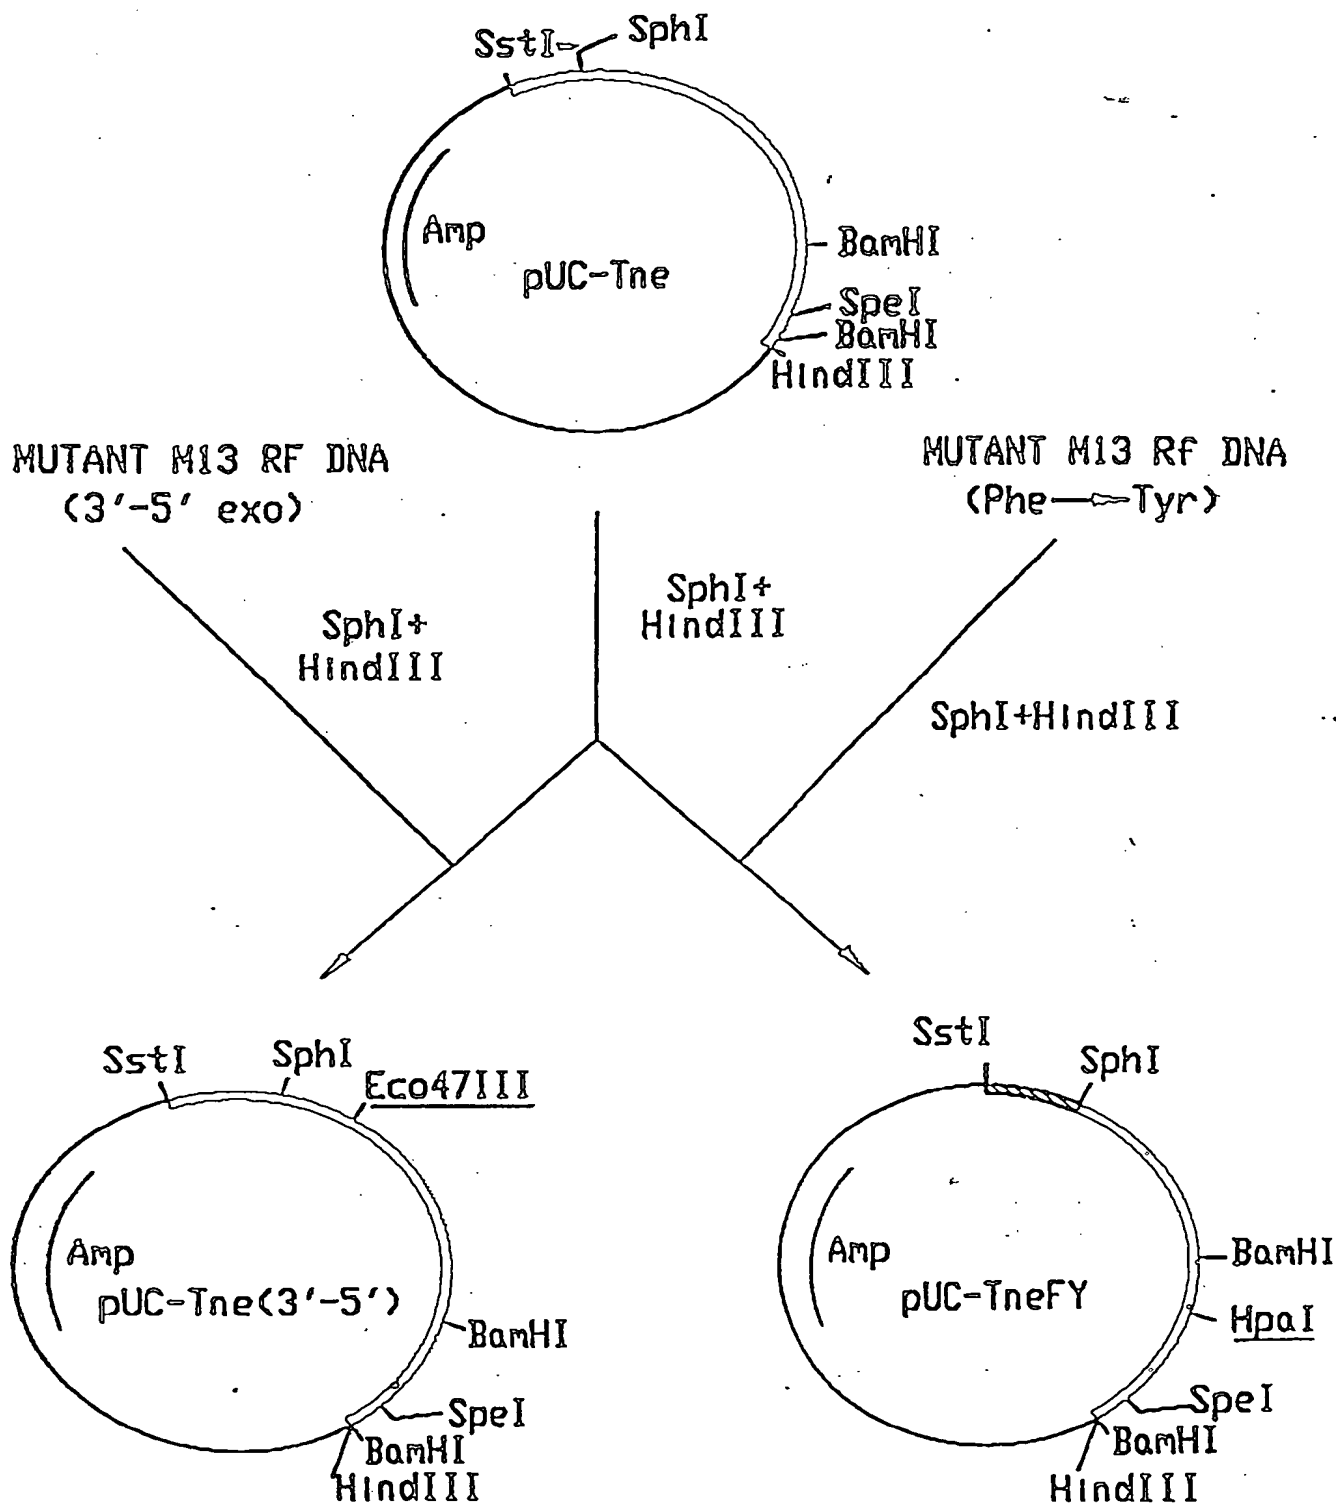 SstI
SphI
Amp
pUC-Tne
BamHI
SpeI
BamHI
HindIII
MUTANT M13 RF DNA
(3'-5' exo)
MUTANT M13 Rf DNA
(Phe→Tyr)
SphI+
HindIII
SphI+
HindIII
SphI+HindIII
SstI
SphI
Eco47III
Amp
pUC-Tne(3'-5')
BamHI
SpeI
BamHI
HindIII
SstI
SphI
Amp
pUC-TneFY
BamHI
HpaI
SpeI
BamHI
HindIII